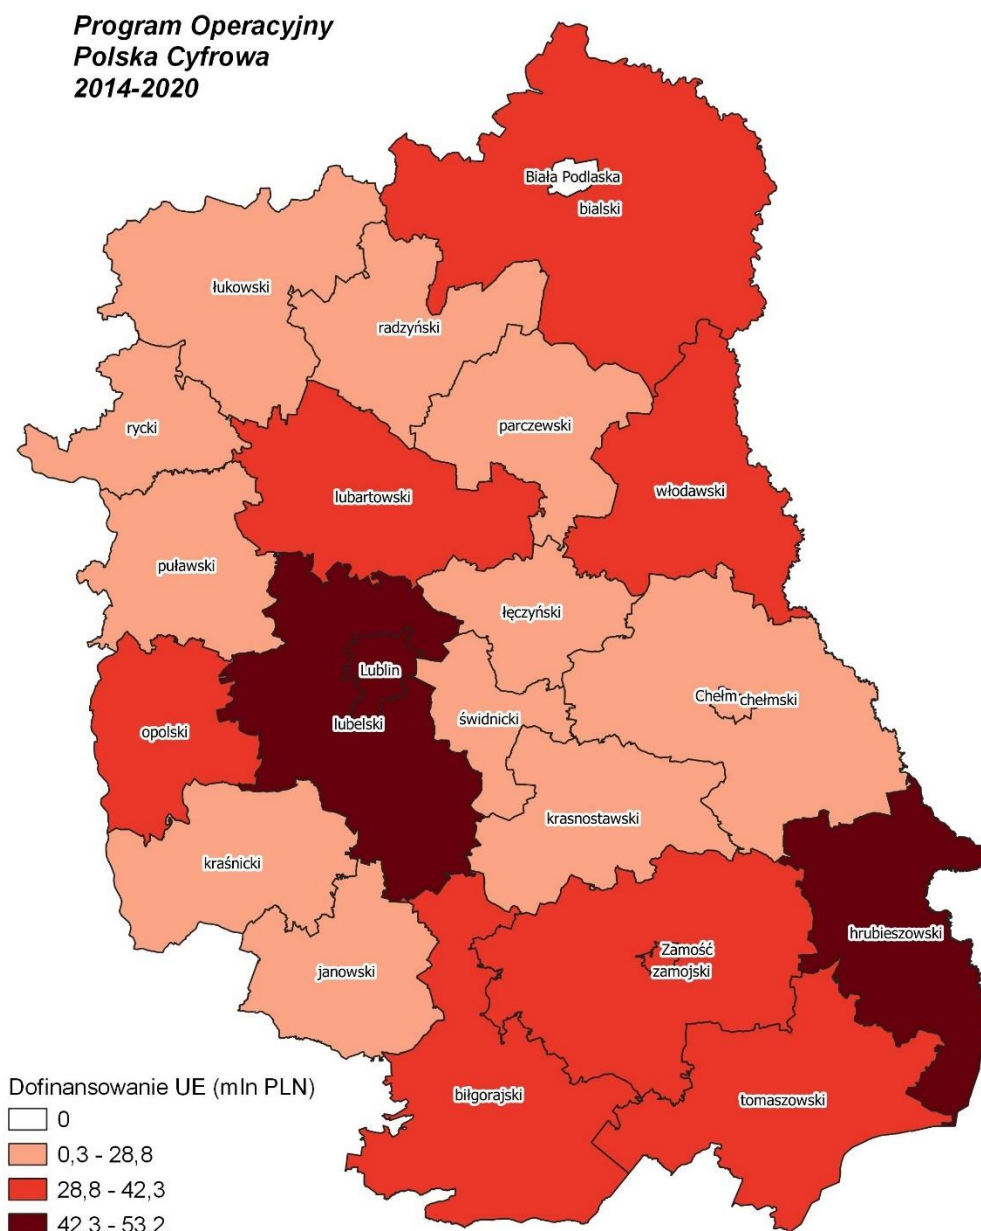 Program Operacyjny
Polska Cyfrowa
2014-2020
Biała Podlaska
bialski
łukowski
radzyński
rycki
parczewski
włodawski
lubartowski
puławski
łęczyński
Lublin
Chełm
chełmski
świdnicki
lubelski
opolski
krasnostawski
kraśnicki
hrubieszowski
Zamość
zamojski
janowski
biłgorajski
tomaszowski
Dofinansowanie UE (mln PLN)
0
0,3 - 28,8
28,8 - 42,3
42,3 - 53,2